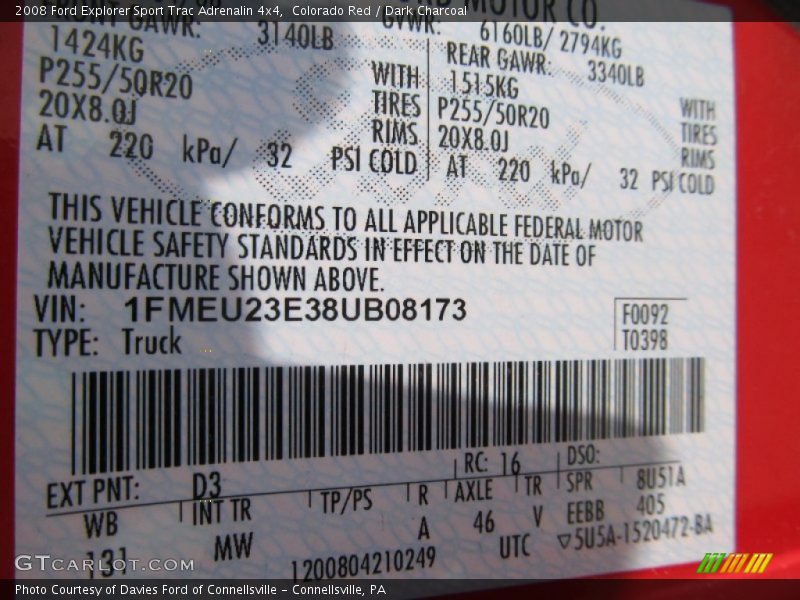 2008 Ford Explorer Sport Trac Adrenalin 4x4, Colorado Red / Dark Charcoal
MOTOR CO.
GAWR: 3140LB
1424KG
P255/50R20
WITH TIRES
20X8.0J
RIMS
AT 220 kPa/ 32 PSI COLD
GVWR: 6160LB/ 2794KG
REAR GAWR: 3340LB
1515KG
WITH
P255/50R20
TIRES
20X8.0J
RIMS
AT 220 kPa/ 32 PSI COLD
THIS VEHICLE CONFORMS TO ALL APPLICABLE FEDERAL MOTOR
VEHICLE SAFETY STANDARDS IN EFFECT ON THE DATE OF
MANUFACTURE SHOWN ABOVE.
VIN: 1FMEU23E38UB08173
TYPE: Truck
F0092
T0398
EXT PNT: D3 RC: 16 DSO:
WB INT TR TP/PS R AXLE TR SPR 8U51A
131 MW A 46 V EEBB 405
1200804210249 UTC ▽5U5A-1520472-BA
GTCarLot.com
Photo Courtesy of Davies Ford of Connellsville - Connellsville, PA